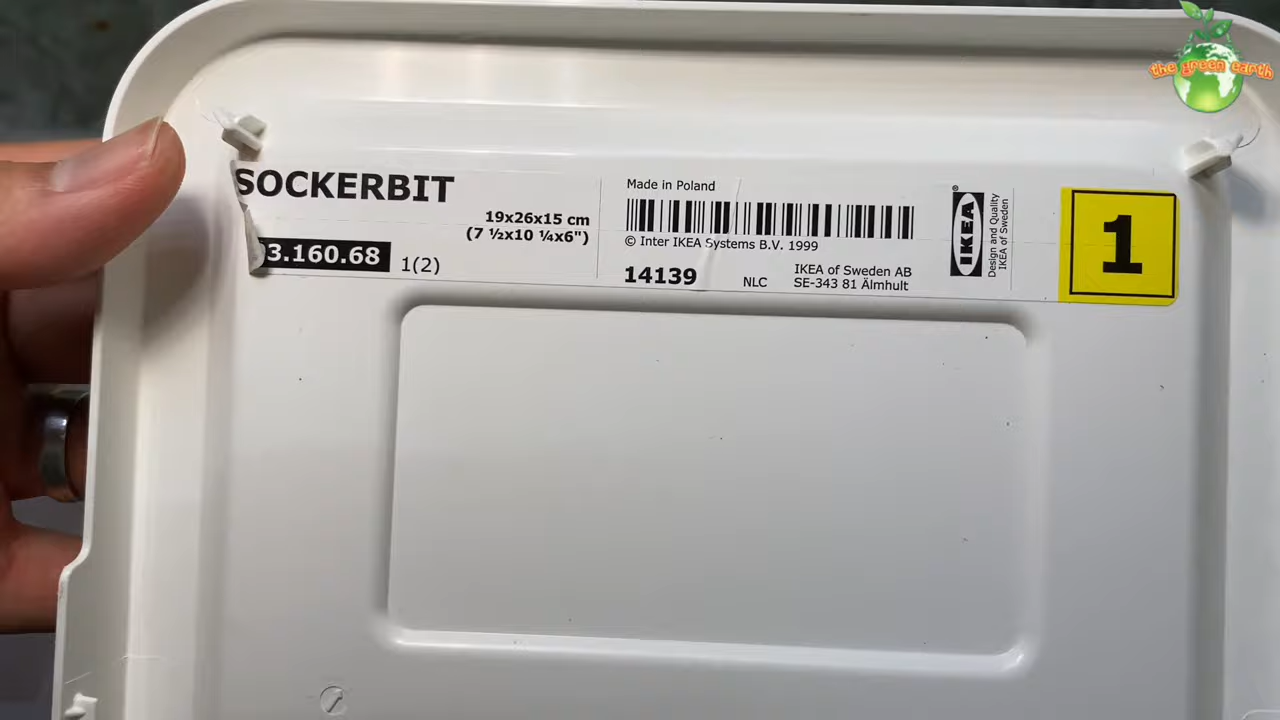 SOCKERBIT
19x26x15 cm
(7 ½x10 ¼x6")
03.160.68 1(2)
Made in Poland
© Inter IKEA Systems B.V. 1999
14139
NLC
IKEA of Sweden AB
SE-343 81 Älmhult
IKEA®
Design and Quality
IKEA of Sweden
1
the green earth